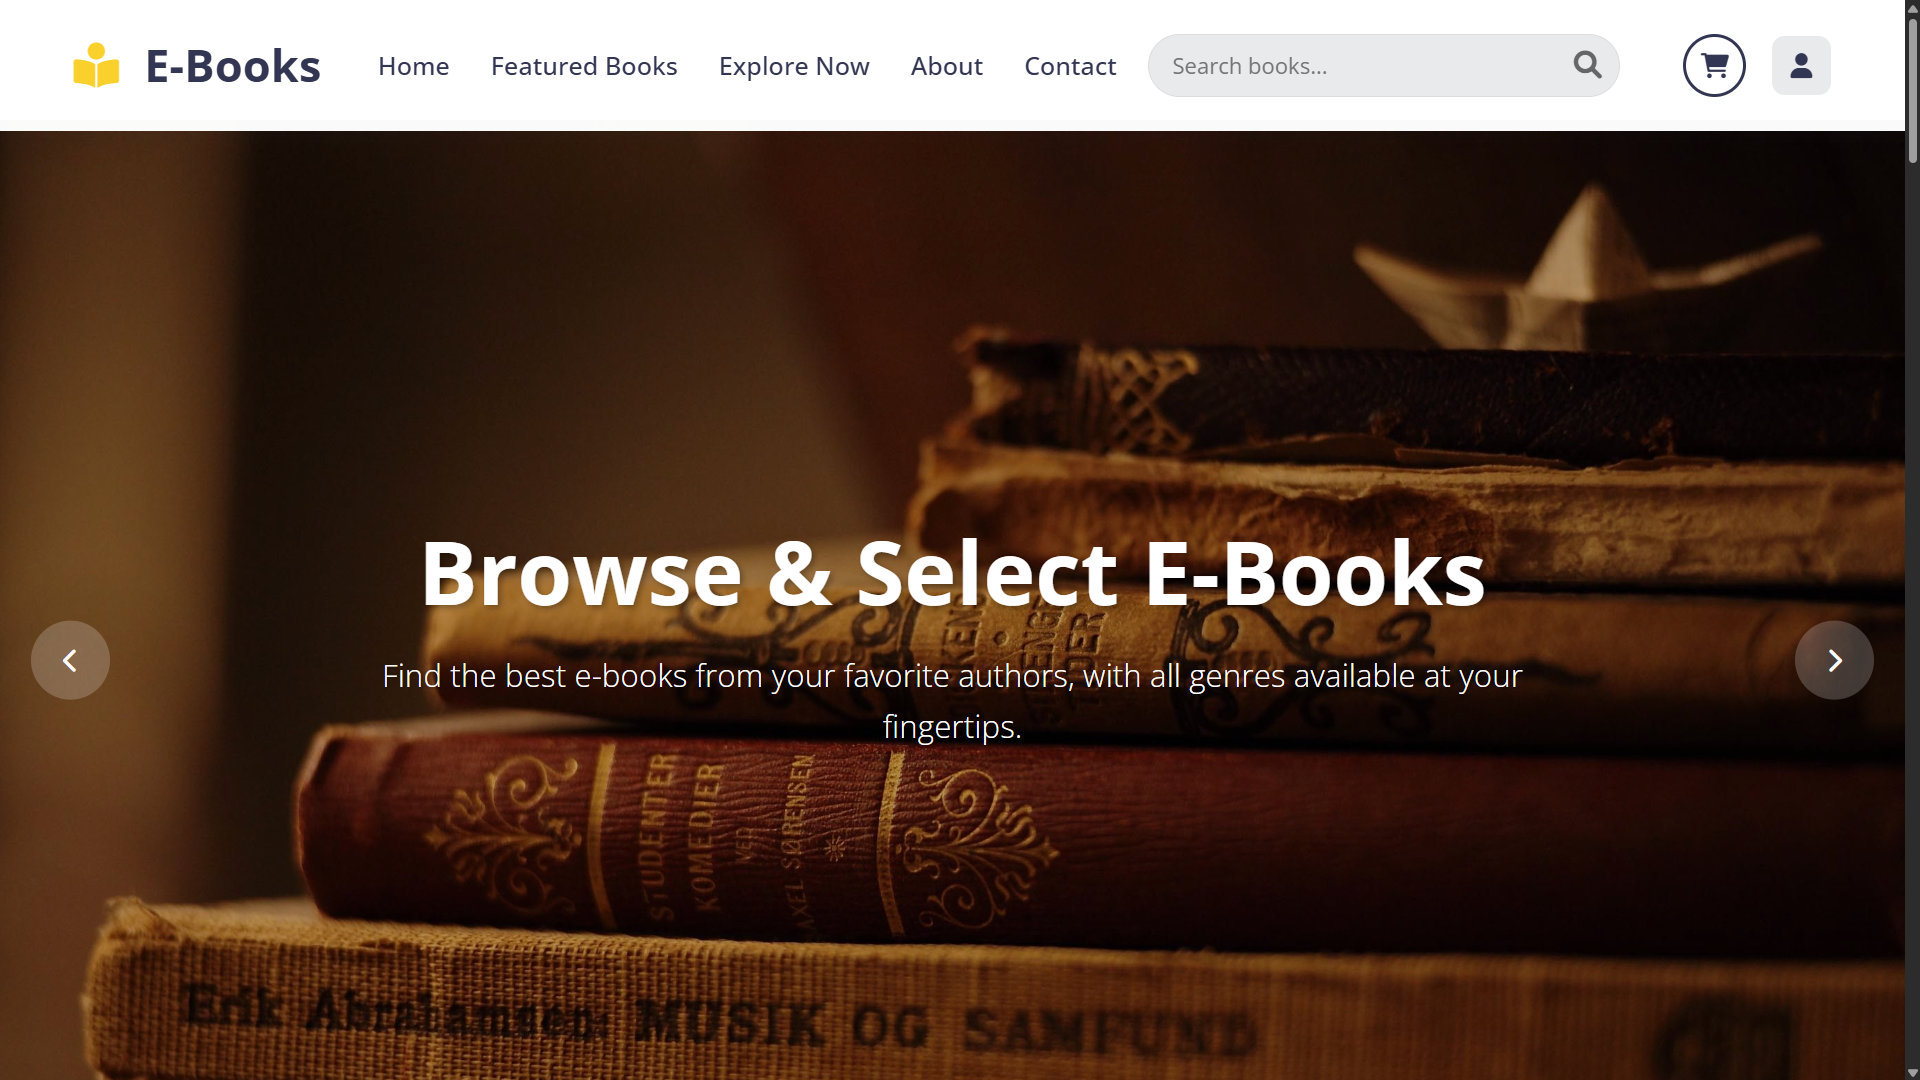 E-Books
Home
Featured Books
Explore Now
About
Contact
Search books...
Browse & Select E-Books
Find the best e-books from your favorite authors, with all genres available at your
fingertips.
STUDENTER
KOMEDIER
VED
AXEL SØRENSEN
Erik Abrahamsen: MUSIK OG SAMFUND